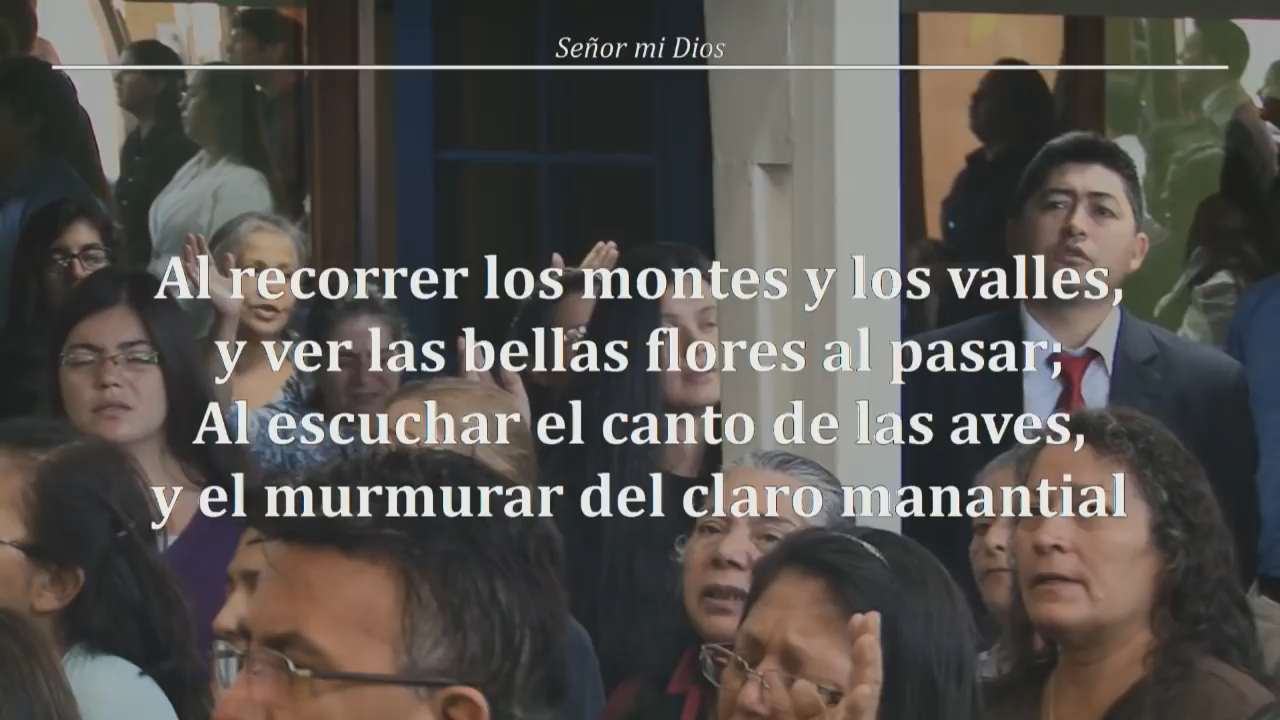 Señor mi Dios
Al recorrer los montes y los valles,
y ver las bellas flores al pasar;
Al escuchar el canto de las aves,
y el murmurar del claro manantial